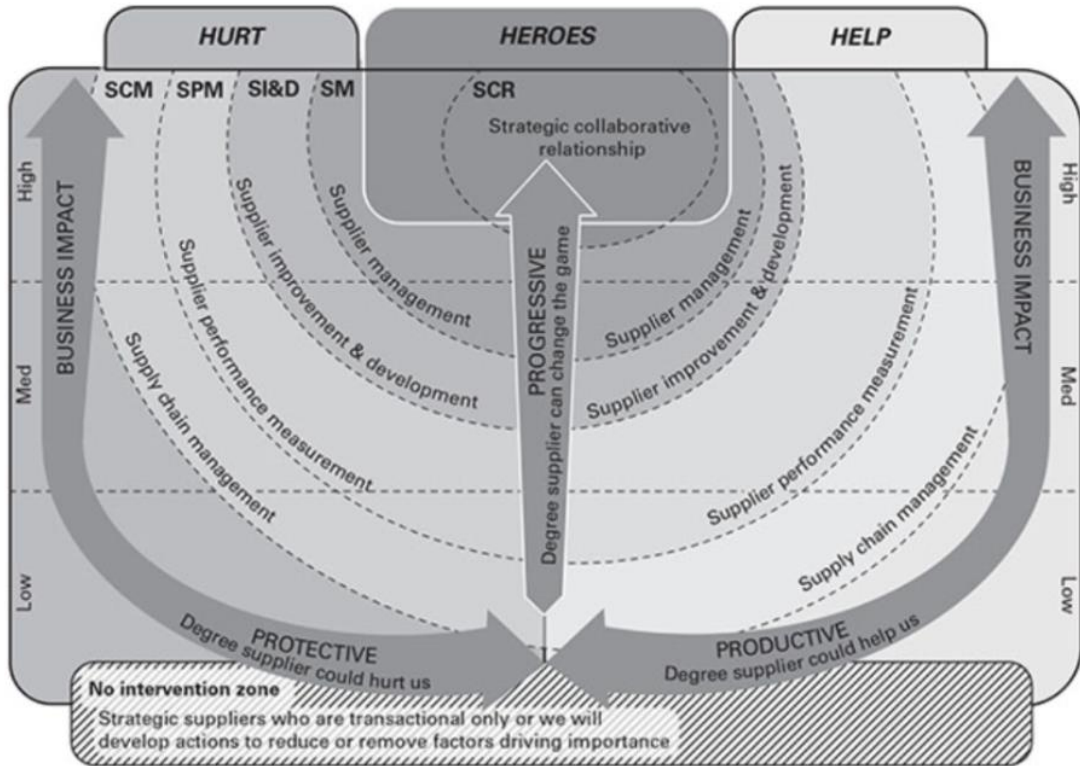 HURT
HEROES
HELP
SCM
SPM
SI&D
SM
SCR
Strategic collaborative
relationship
High
Med
Low
BUSINESS IMPACT
Supply chain management
Supplier performance measurement
Supplier improvement & development
Supplier management
PROGRESSIVE
Degree supplier can change the game
Supplier management
Supplier improvement & development
Supplier performance measurement
Supply chain management
BUSINESS IMPACT
High
Med
Low
PROTECTIVE
Degree supplier could hurt us
PRODUCTIVE
Degree supplier could help us
No intervention zone
Strategic suppliers who are transactional only or we will
develop actions to reduce or remove factors driving importance